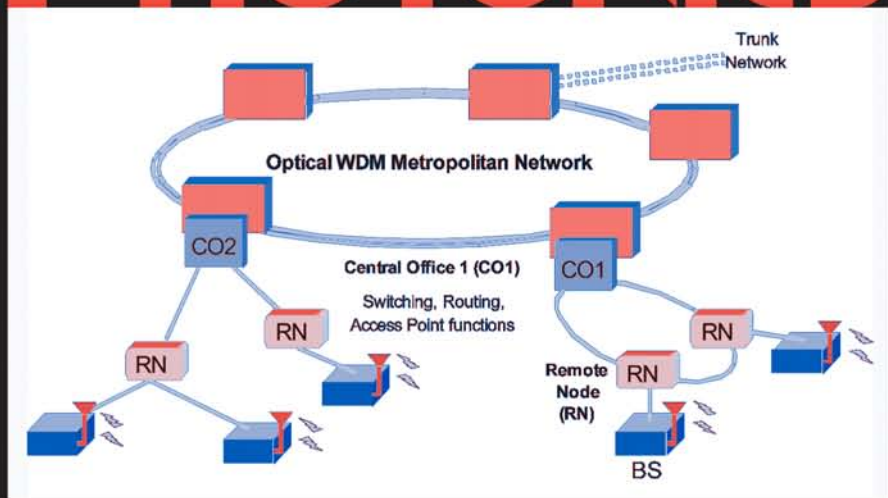 Trunk
Network
Optical WDM Metropolitan Network
CO2
Central Office 1 (CO1)
CO1
Switching, Routing,
Access Point functions
RN
RN
RN
RN
Remote
Node
(RN)
BS